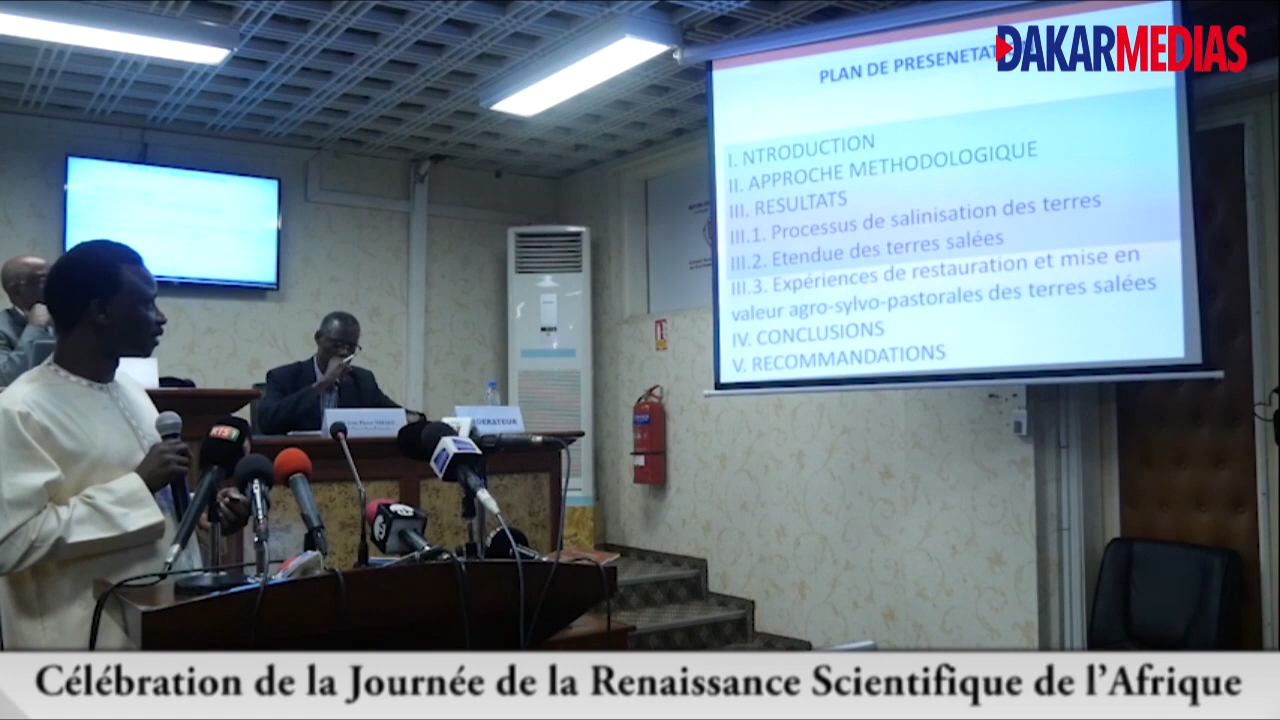 DAKARMEDIAS
PLAN DE PRESENETAT
I. NTRODUCTION
II. APPROCHE METHODOLOGIQUE
III. RESULTATS
III.1. Processus de salinisation des terres
III.2. Etendue des terres salées
III.3. Expériences de restauration et mise en
valeur agro-sylvo-pastorales des terres salées
IV. CONCLUSIONS
V. RECOMMANDATIONS
RTS
Célébration de la Journée de la Renaissance Scientifique de l'Afrique